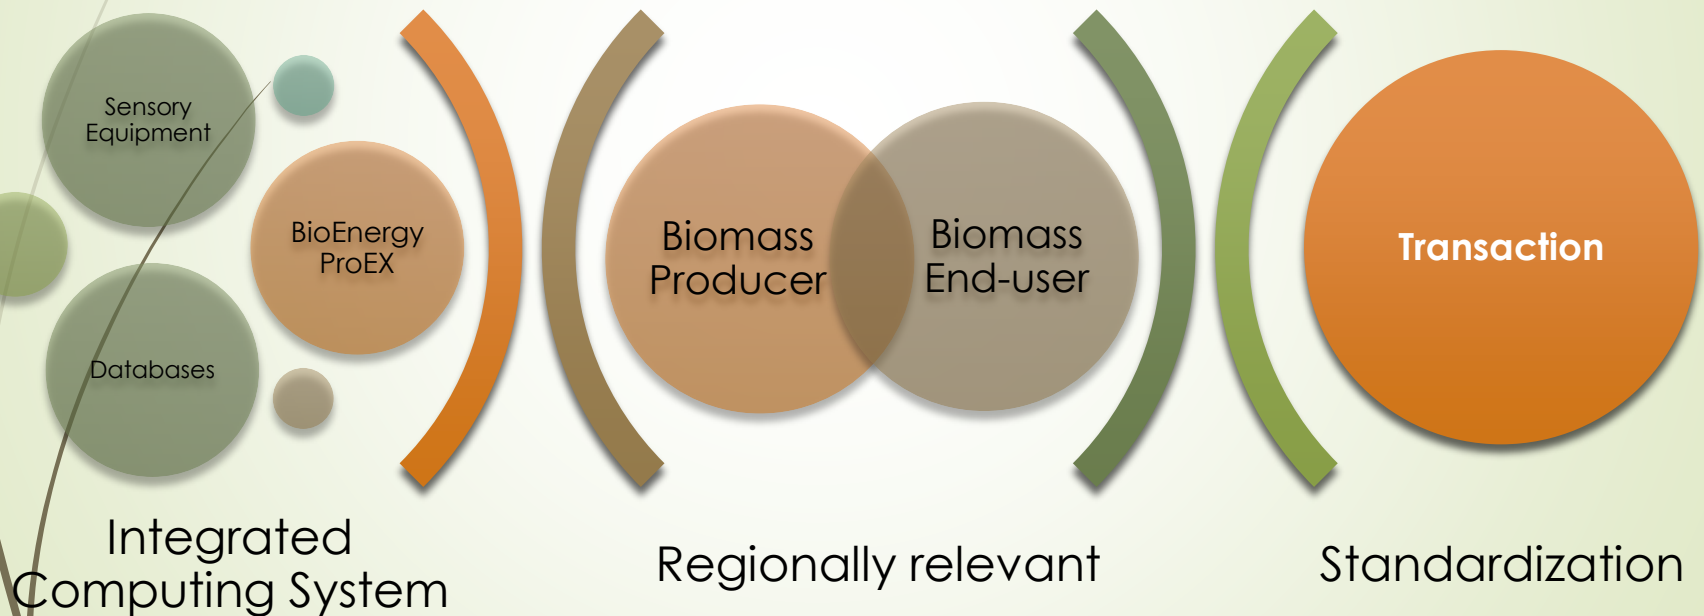 Sensory
Equipment
BioEnergy
ProEX
Databases
Integrated
Computing System
Biomass
Producer
Biomass
End-user
Regionally relevant
Transaction
Standardization